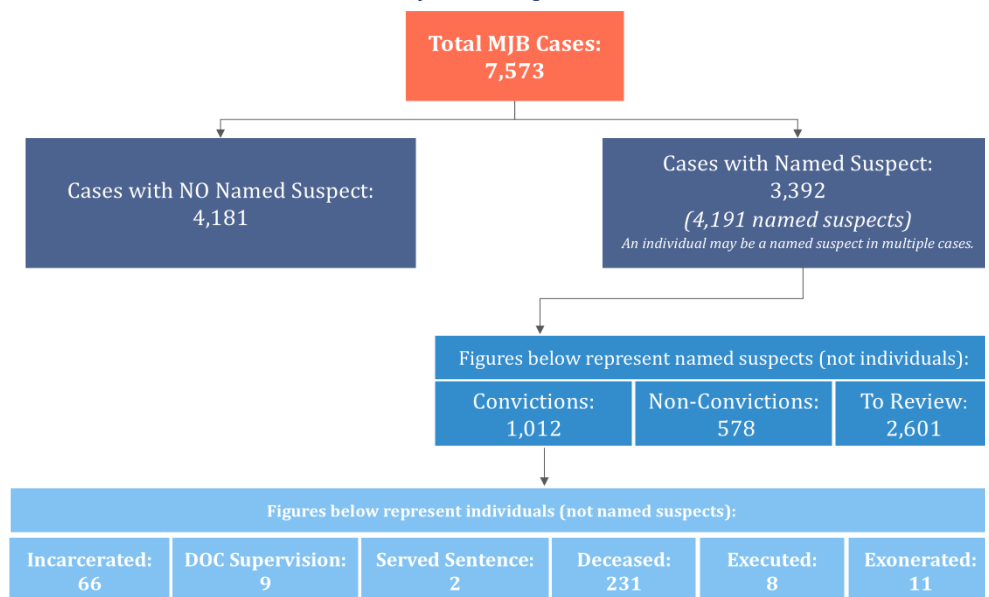 Total MJB Cases:
7,573
Cases with NO Named Suspect:
4,181
Cases with Named Suspect:
3,392
(4,191 named suspects)
An individual may be a named suspect in multiple cases.
Figures below represent named suspects (not individuals):
Convictions:
1,012
Non-Convictions:
578
To Review:
2,601
Figures below represent individuals (not named suspects):
Incarcerated:
66
DOC Supervision:
9
Served Sentence:
2
Deceased:
231
Executed:
8
Exonerated:
11